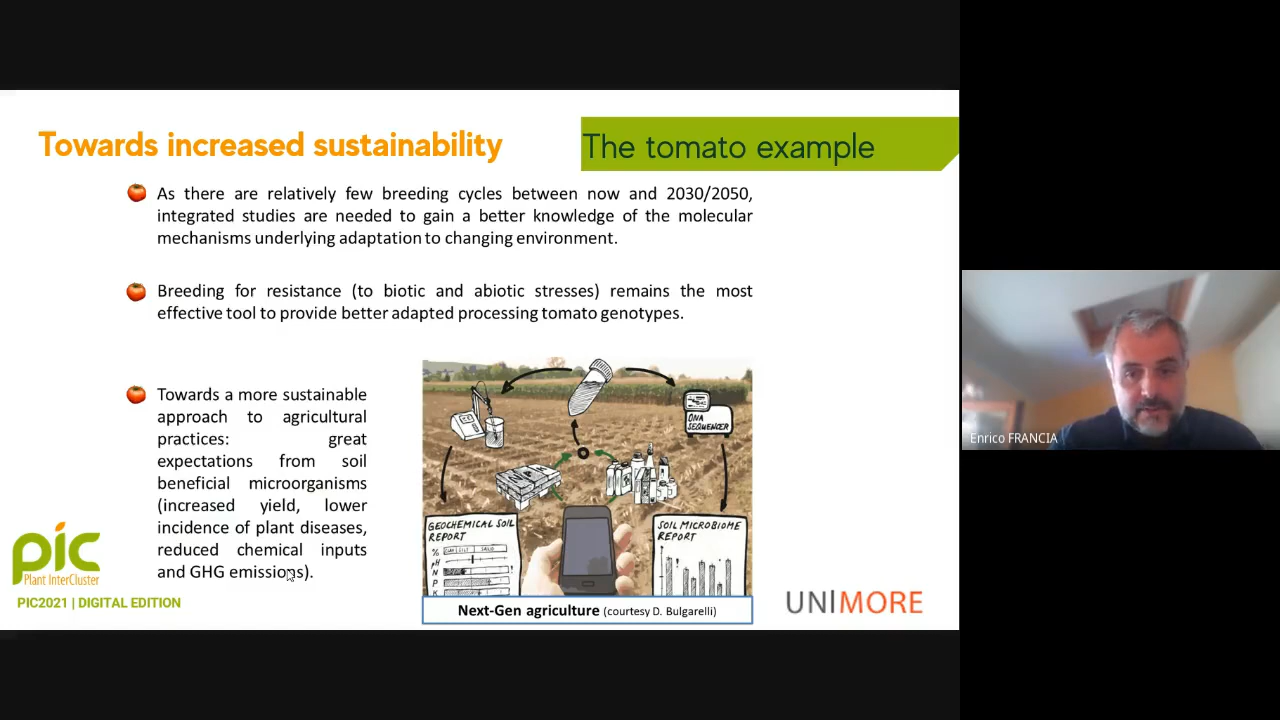 Towards increased sustainability
The tomato example
As there are relatively few breeding cycles between now and 2030/2050,
integrated studies are needed to gain a better knowledge of the molecular
mechanisms underlying adaptation to changing environment.
Breeding for resistance (to biotic and abiotic stresses) remains the most
effective tool to provide better adapted processing tomato genotypes.
Towards a more sustainable
approach to agricultural
practices: great
expectations from soil
beneficial microorganisms
(increased yield, lower
incidence of plant diseases,
reduced chemical inputs
and GHG emissions).
DNA
SEQUENCER
NPK
GEOCHEMICAL SOIL
REPORT
%
PH
N
P
SOIL MICROBIOME
REPORT
Next-Gen agriculture (courtesy D. Bulgarelli)
pic
Plant InterCluster
PIC2021 | DIGITAL EDITION
UNIMORE
Enrico FRANCIA